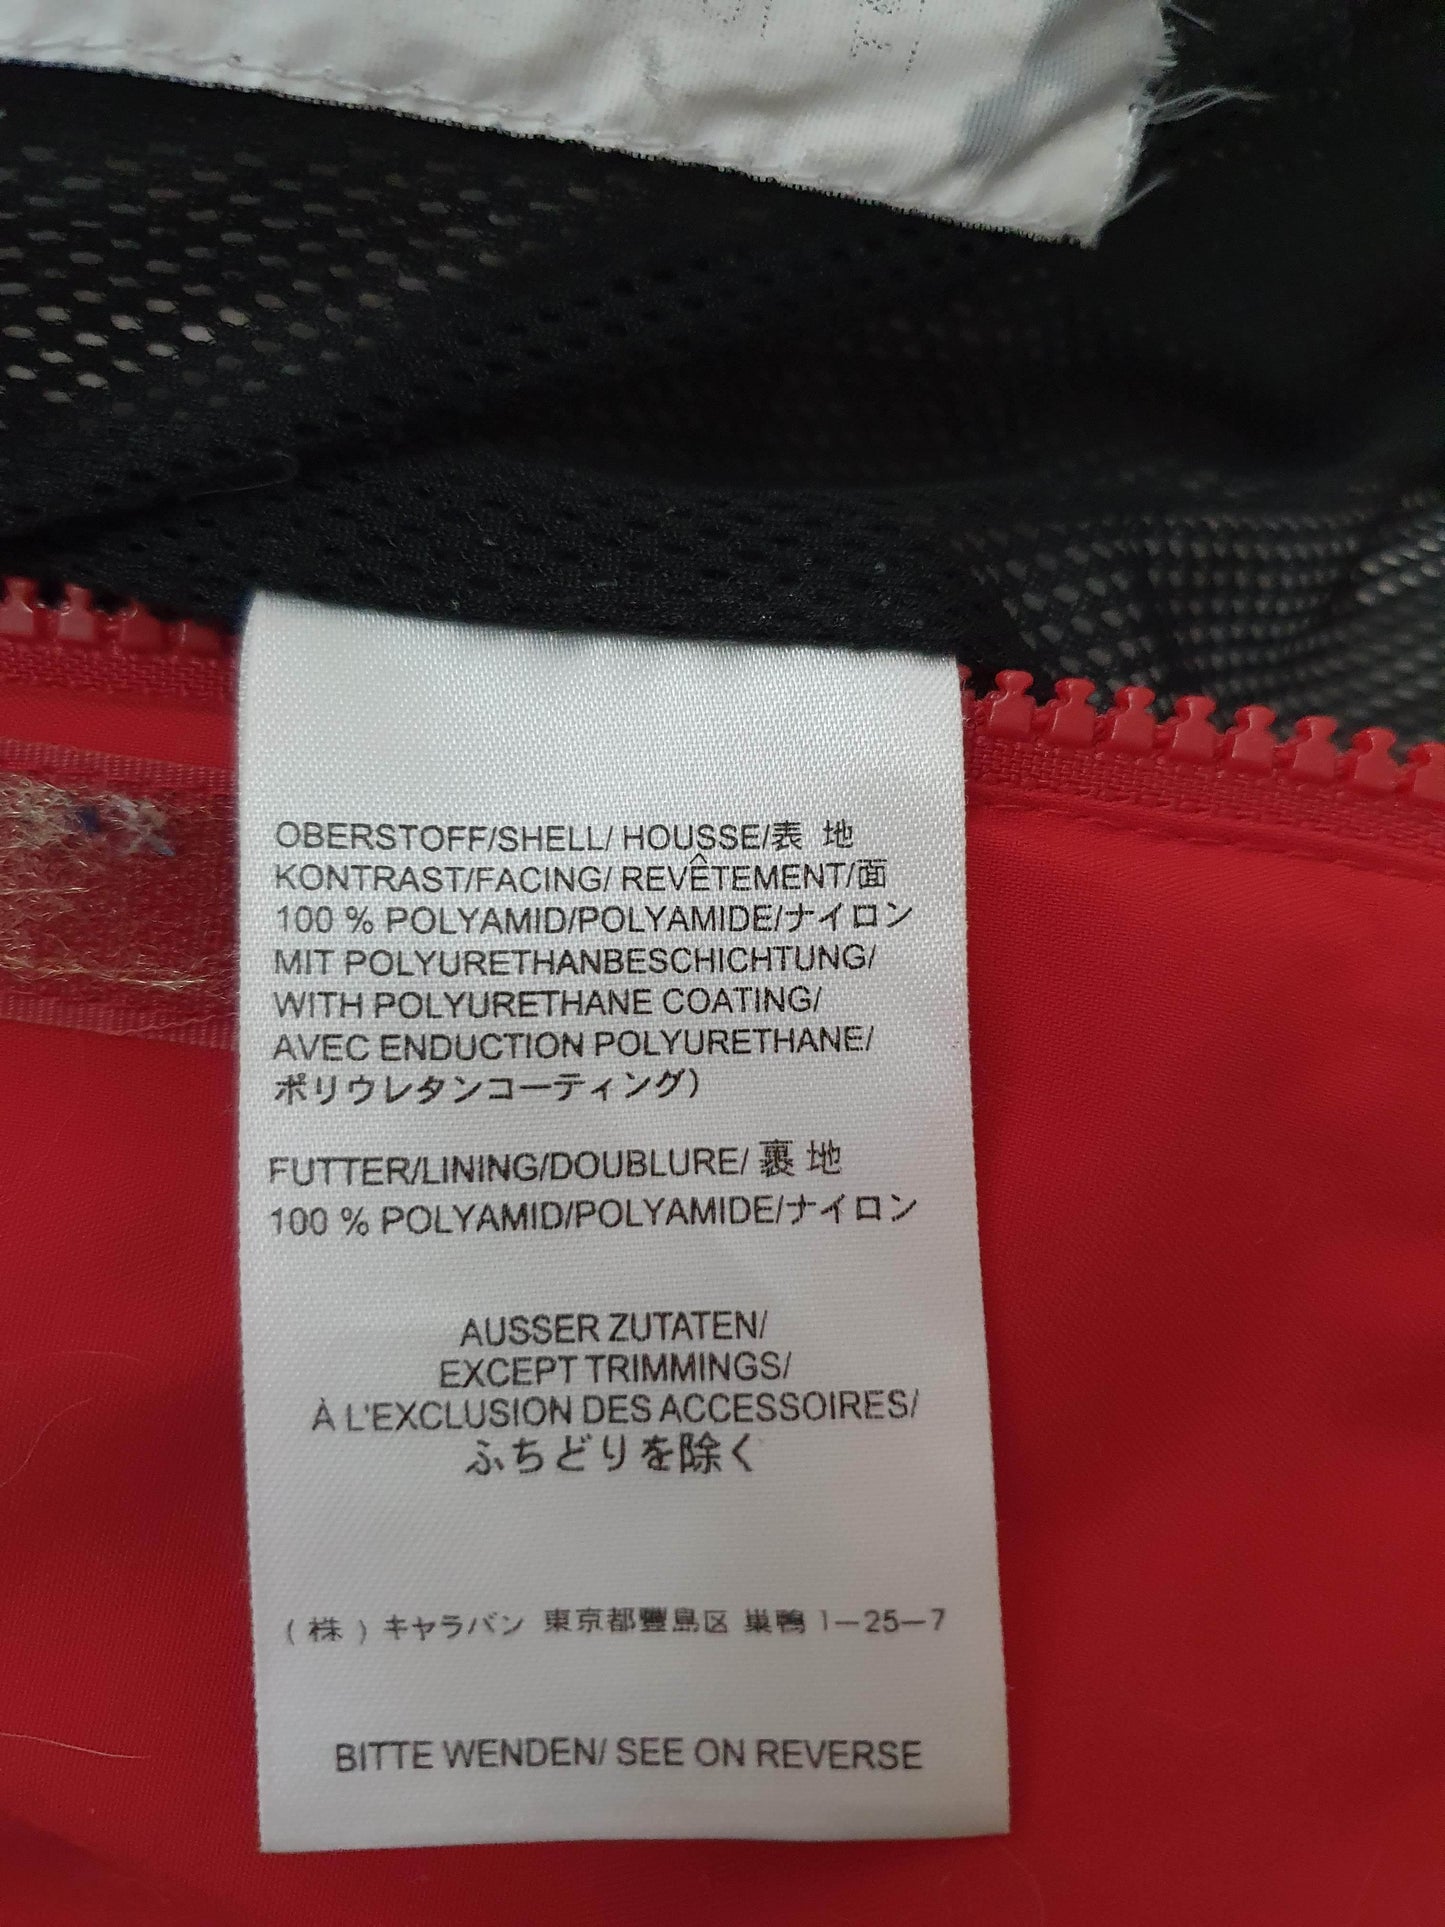 OBERSTOFF/SHELL/ HOUSSE/表 地
KONTRAST/FACING/ REVÊTEMENT/面
100 % POLYAMID/POLYAMIDE/ナイロン
MIT POLYURETHANBESCHICHTUNG/
WITH POLYURETHANE COATING/
AVEC ENDUCTION POLYURETHANE/
ポリウレタンコーティング)
FUTTER/LINING/DOUBLURE/ 裏 地
100 % POLYAMID/POLYAMIDE/ナイロン
AUSSER ZUTATEN/
EXCEPT TRIMMINGS/
À L'EXCLUSION DES ACCESSOIRES/
ふちどりを除く
( 株 ) キャラバン 東京都豐島区 巣鴨 1-25-7
BITTE WENDEN/ SEE ON REVERSE